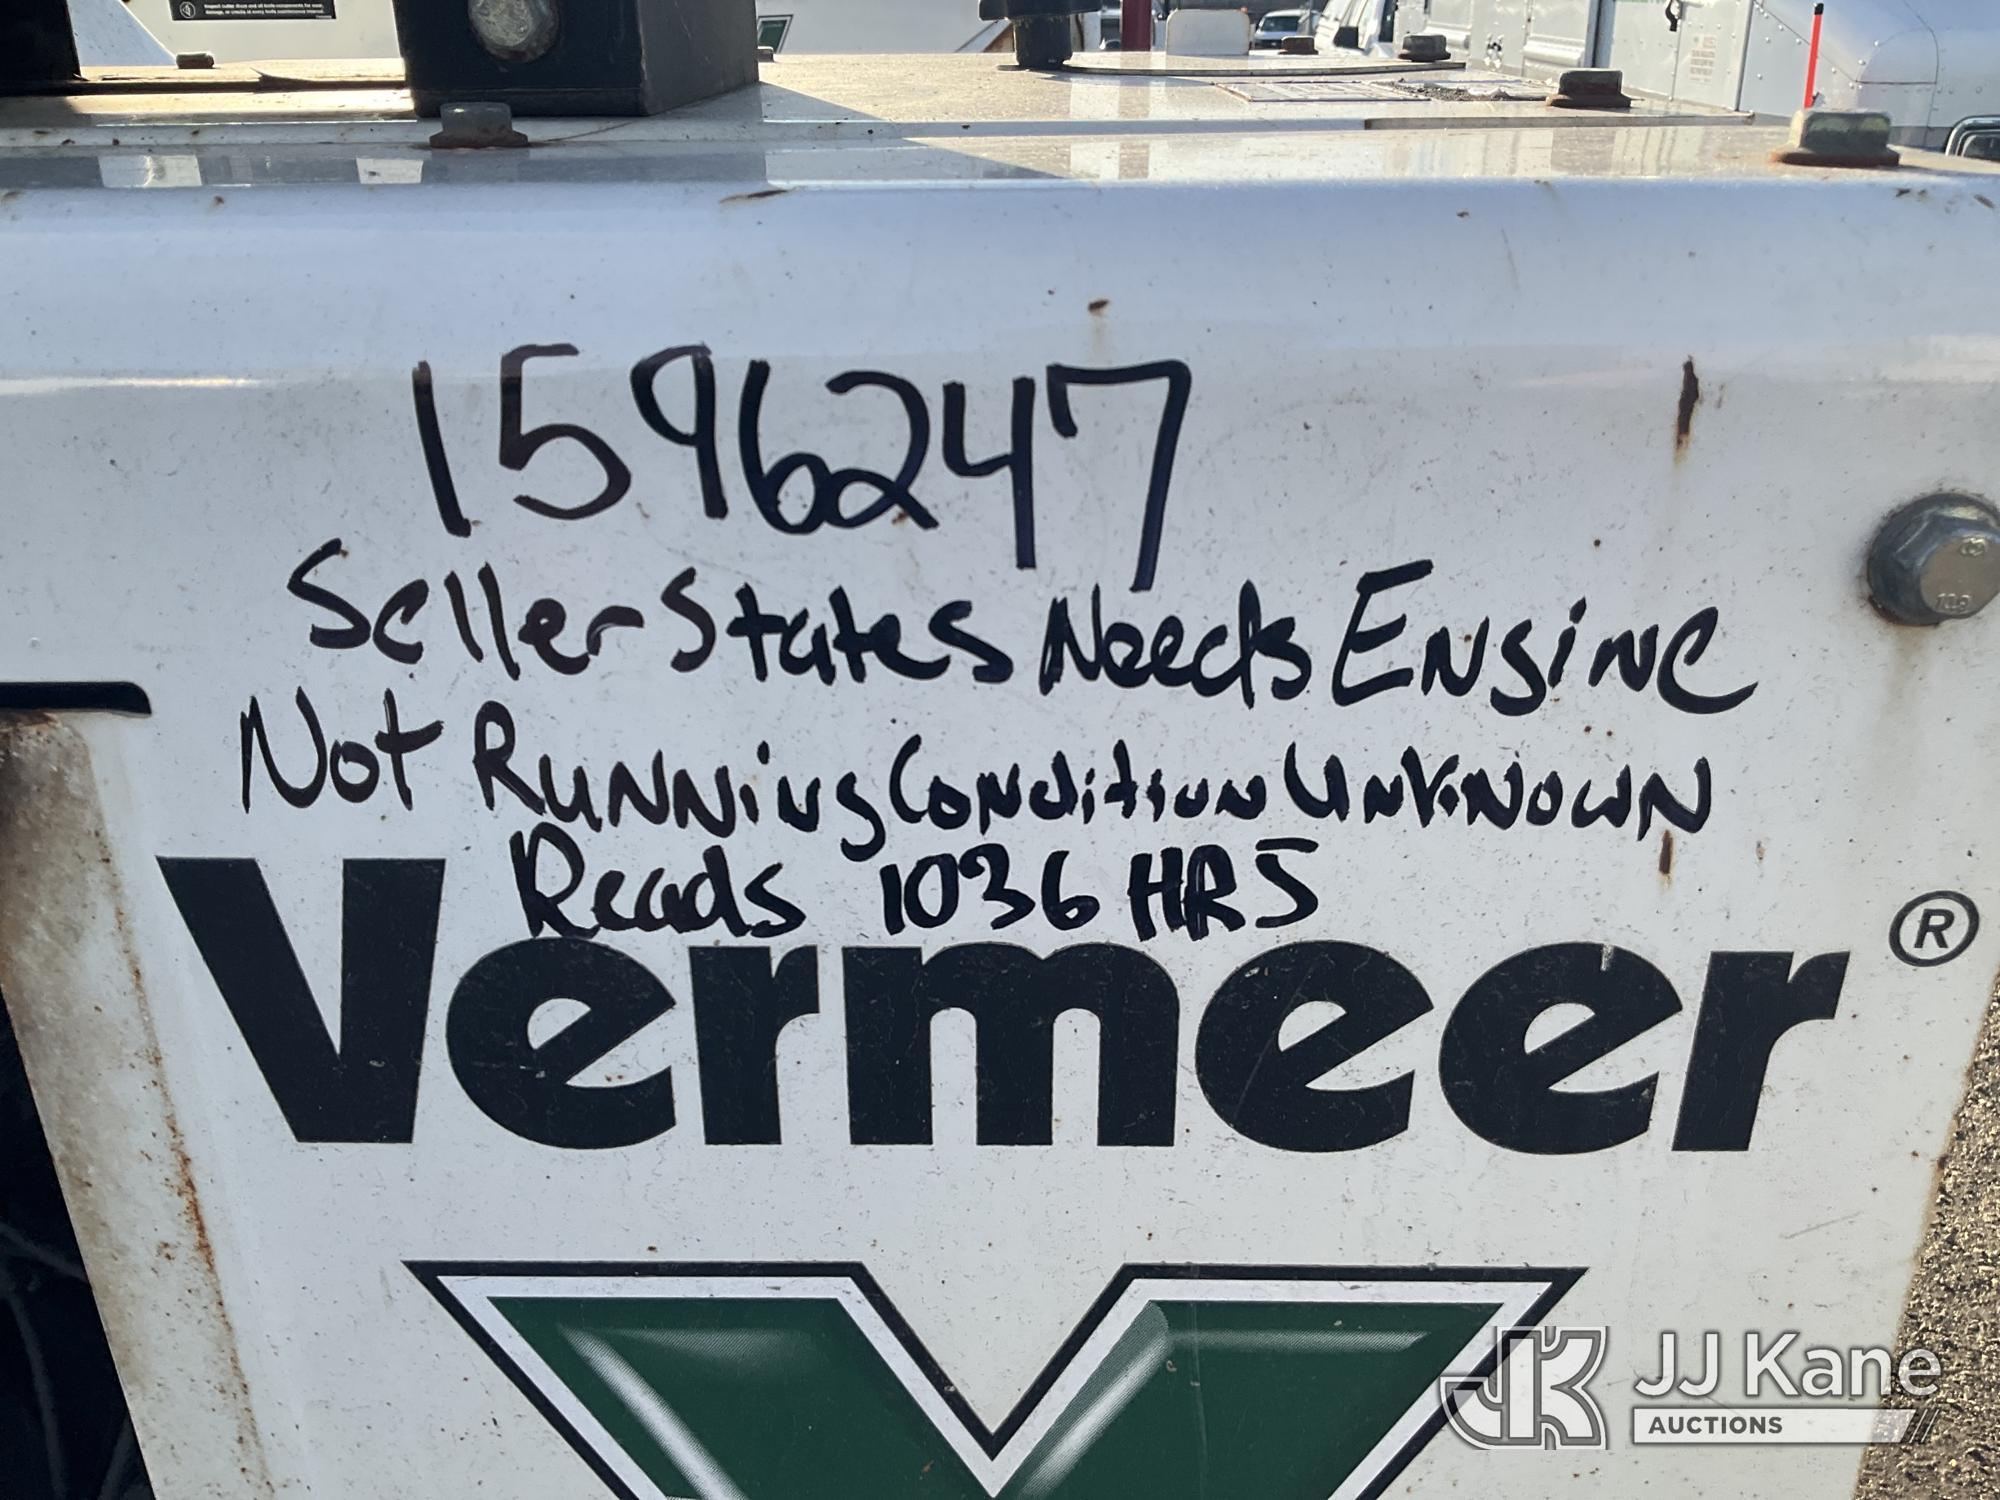 1596247
Seller States Needs Engine
Not Running Condition Unknown
Reads 1036 HRS
Vermeer®
JJ Kane
AUCTIONS